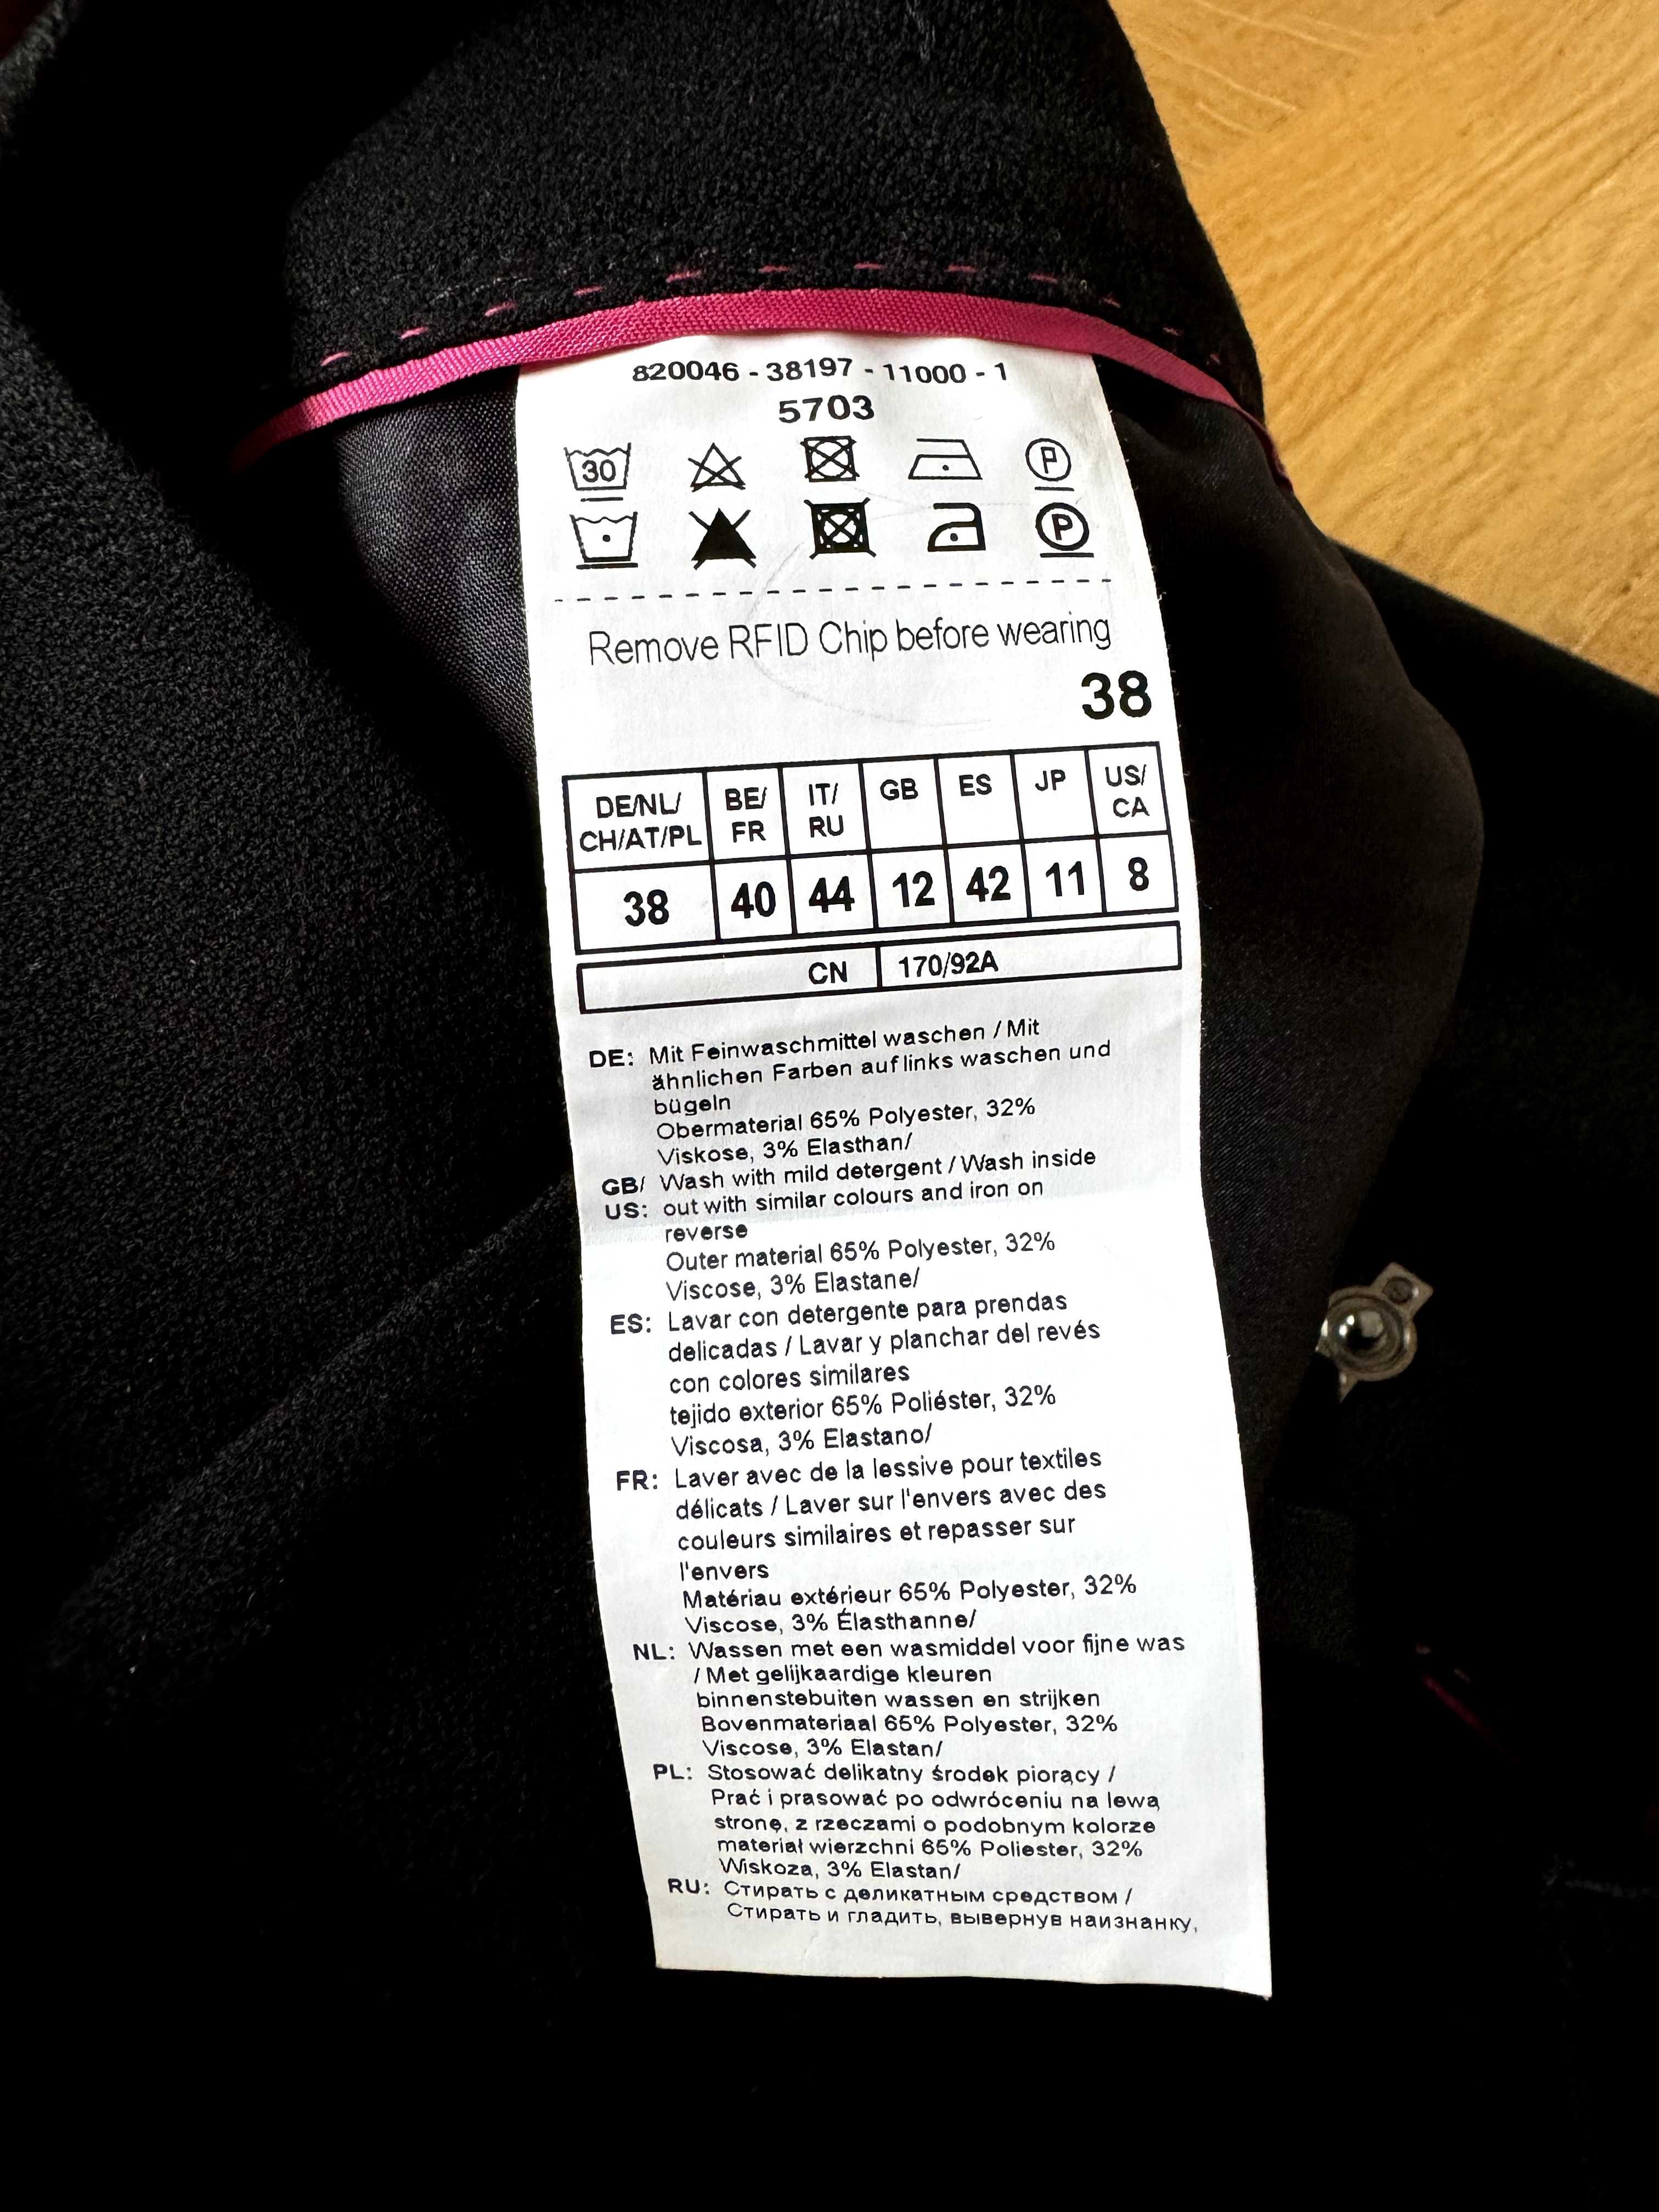 820046 - 38197 - 11000 - 1
5703
30 P
P
Remove RFID Chip before wearing
38
DE/NL/ CH/AT/PL BE/ FR IT/ RU GB ES JP US/ CA
38 40 44 12 42 11 8
CN 170/92A
DE: Mit Feinwaschmittel waschen / Mit
ähnlichen Farben auf links waschen und
bügeln
Obermaterial 65% Polyester, 32%
Viskose, 3% Elasthan/
GB/ Wash with mild detergent / Wash inside
US: out with similar colours and iron on
reverse
Outer material 65% Polyester, 32%
Viscose, 3% Elastane/
ES: Lavar con detergente para prendas
delicadas / Lavar y planchar del revés
con colores similares
tejido exterior 65% Poliéster, 32%
Viscosa, 3% Elastano/
FR: Laver avec de la lessive pour textiles
délicats / Laver sur l'envers avec des
couleurs similaires et repasser sur
l'envers
Matériau extérieur 65% Polyester, 32%
Viscose, 3% Élasthanne/
NL: Wassen met een wasmiddel voor fijne was
/ Met gelijkaardige kleuren
binnenstebuiten wassen en strijken
Bovenmateriaal 65% Polyester, 32%
Viscose, 3% Elastan/
PL: Stosować delikatny środek piorący /
Prać i prasować po odwróceniu na lewą
stronę, z rzeczami o podobnym kolorze
materiał wierzchni 65% Poliester, 32%
Wiskoza, 3% Elastan/
RU: Стирать с деликатным средством /
Стирать и гладить, вывернув наизнанку,